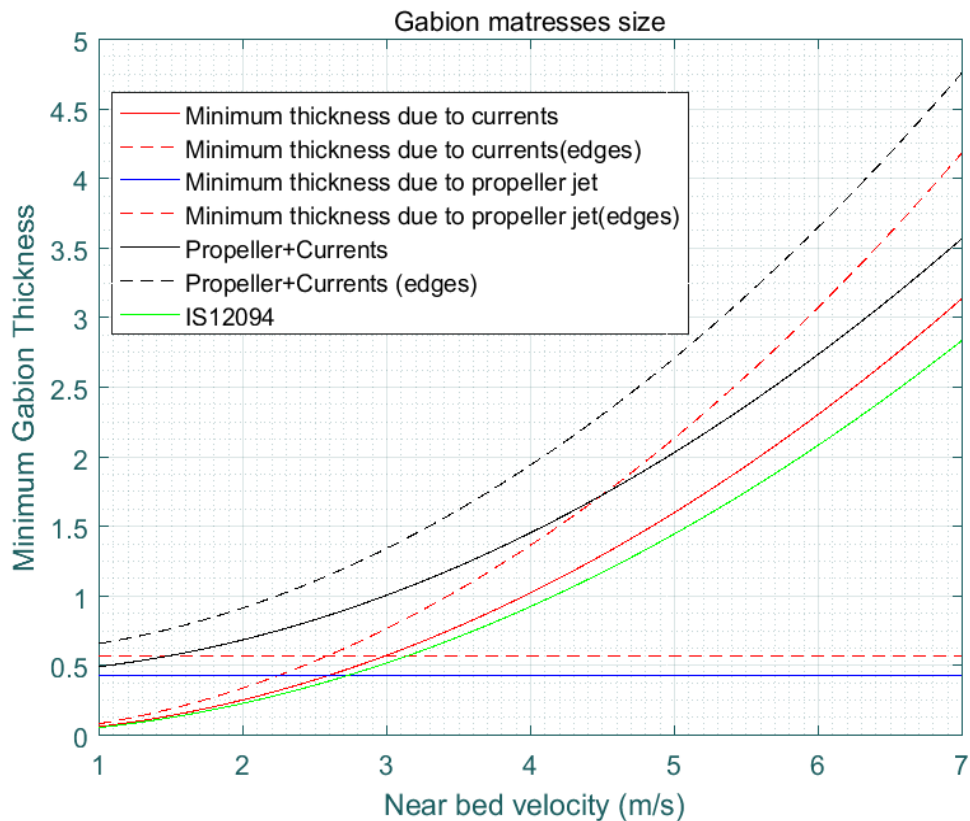 Gabion matresses size
5
4.5
4
3.5
3
2.5
2
1.5
1
0.5
0
Minimum Gabion Thickness
Minimum thickness due to currents
Minimum thickness due to currents(edges)
Minimum thickness due to propeller jet
Minimum thickness due to propeller jet(edges)
Propeller+Currents
Propeller+Currents (edges)
IS12094
1 2 3 4 5 6 7
Near bed velocity (m/s)